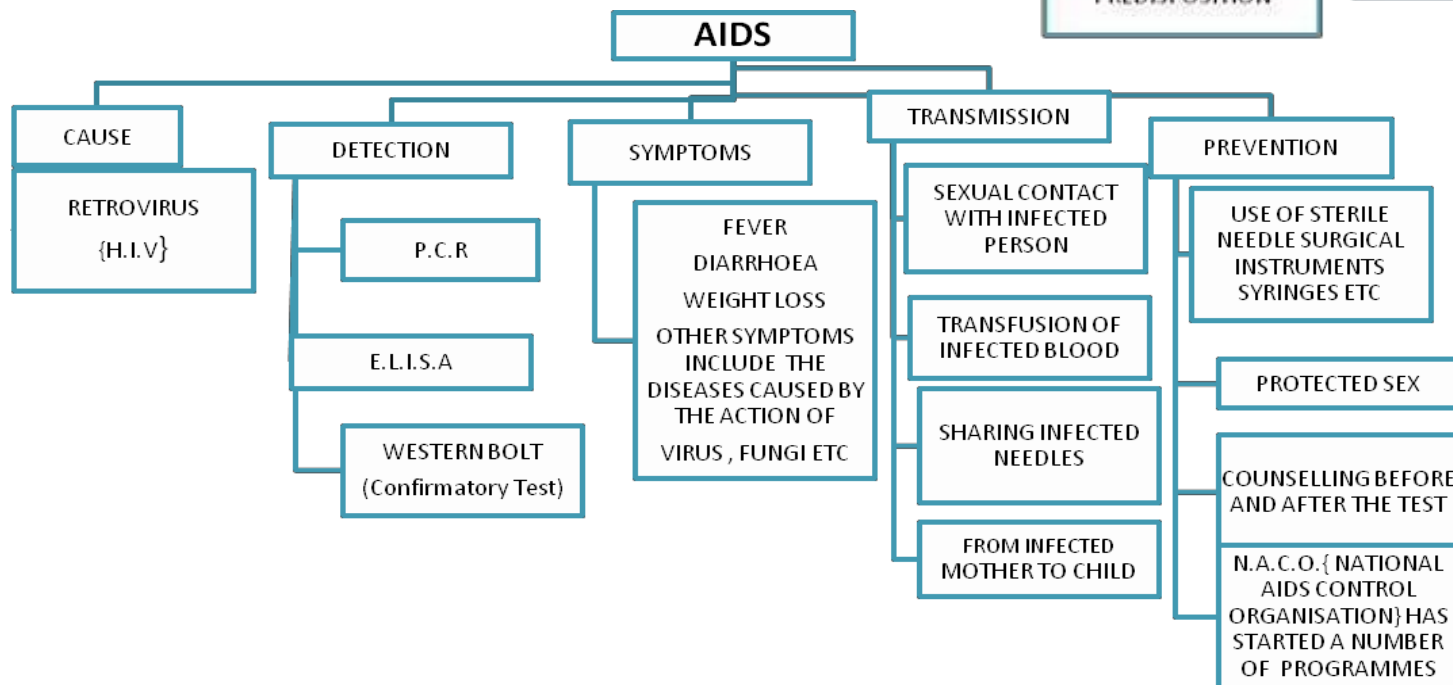 PREDISPOSITION
AIDS
CAUSE
RETROVIRUS
{H.I.V}
DETECTION
P.C.R
E.L.I.S.A
WESTERN BOLT
(Confirmatory Test)
SYMPTOMS
FEVER
DIARRHOEA
WEIGHT LOSS
OTHER SYMPTOMS
INCLUDE THE
DISEASES CAUSED BY
THE ACTION OF
VIRUS , FUNGI ETC
TRANSMISSION
SEXUAL CONTACT
WITH INFECTED
PERSON
TRANSFUSION OF
INFECTED BLOOD
SHARING INFECTED
NEEDLES
FROM INFECTED
MOTHER TO CHILD
PREVENTION
USE OF STERILE
NEEDLE SURGICAL
INSTRUMENTS
SYRINGES ETC
PROTECTED SEX
COUNSELLING BEFORE
AND AFTER THE TEST
N.A.C.O.{ NATIONAL
AIDS CONTROL
ORGANISATION} HAS
STARTED A NUMBER
OF PROGRAMMES